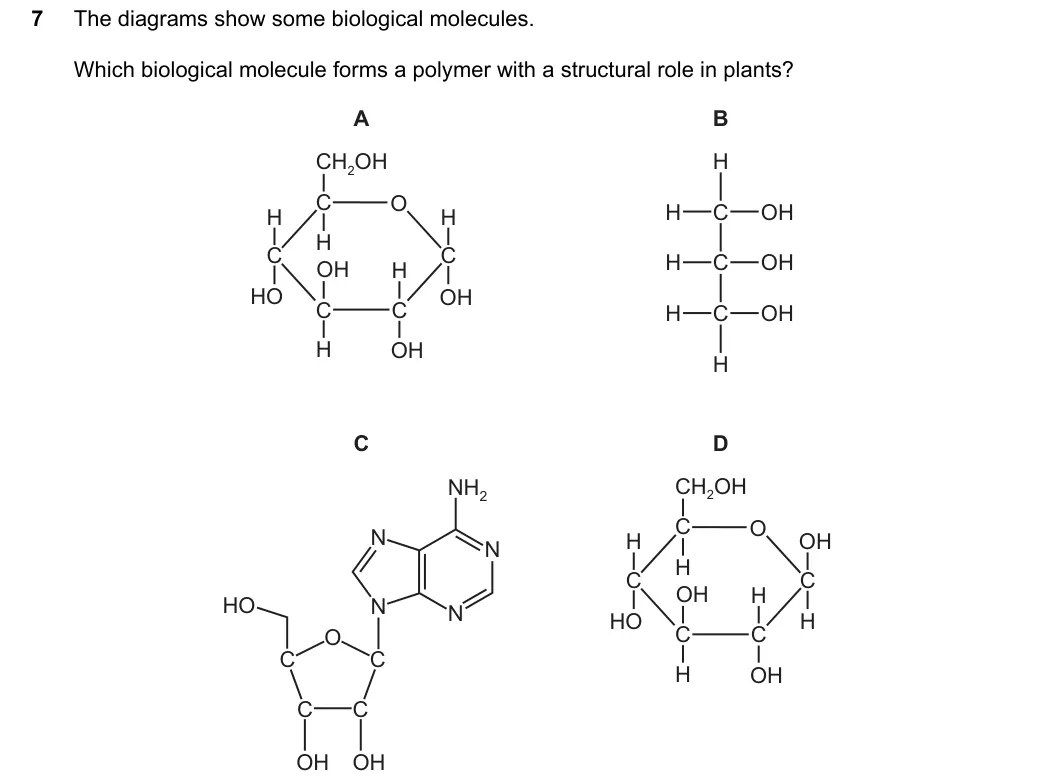 7 The diagrams show some biological molecules.
Which biological molecule forms a polymer with a structural role in plants?
A
CH₂OH
C O
H H
H
C C
OH H
HO OH
C C
H OH
B
H
H C OH
H C OH
H C OH
H
C
NH₂
N
N
HO N N
O
C C
C C
OH OH
D
CH₂OH
C O
H OH
H
C C
OH H
HO H
C C
H OH